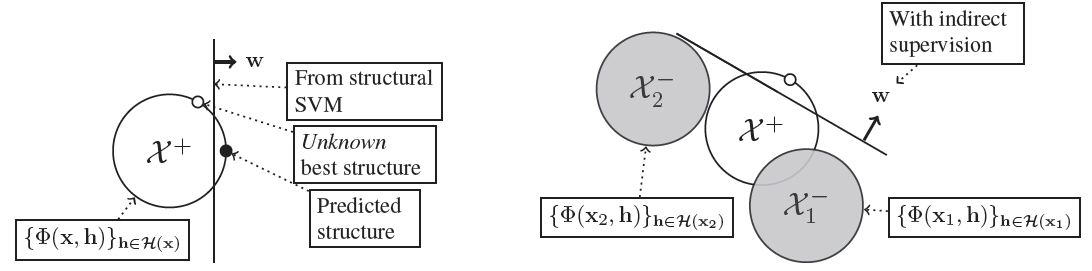 w
From structural
SVM
𝒳⁺
Unknown
best structure
Predicted
structure
{Φ(x, h)}_{h∈ℋ(x)}
With indirect
supervision
w
𝒳₂⁻
𝒳⁺
𝒳₁⁻
{Φ(x₂, h)}_{h∈ℋ(x₂)}
{Φ(x₁, h)}_{h∈ℋ(x₁)}